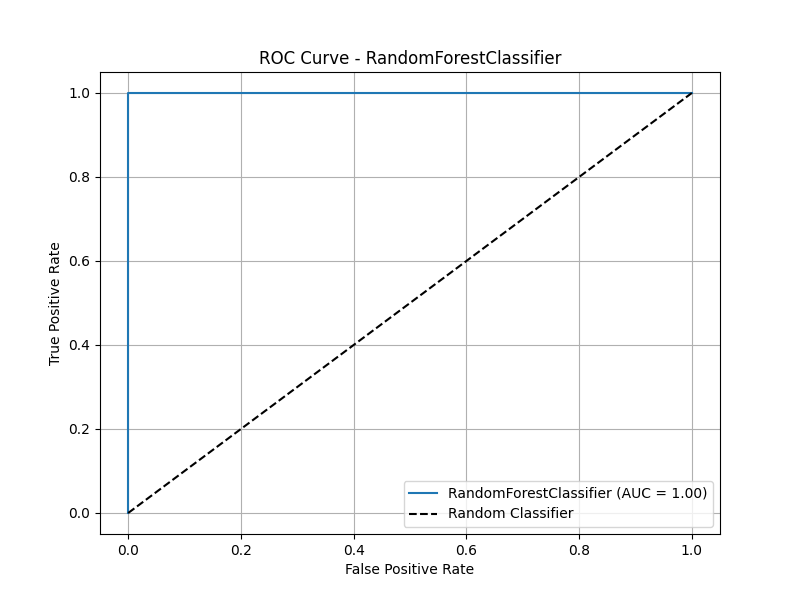 ROC Curve - RandomForestClassifier
True Positive Rate
1.0
0.8
0.6
0.4
0.2
0.0
0.0 0.2 0.4 0.6 0.8 1.0
False Positive Rate
RandomForestClassifier (AUC = 1.00)
Random Classifier